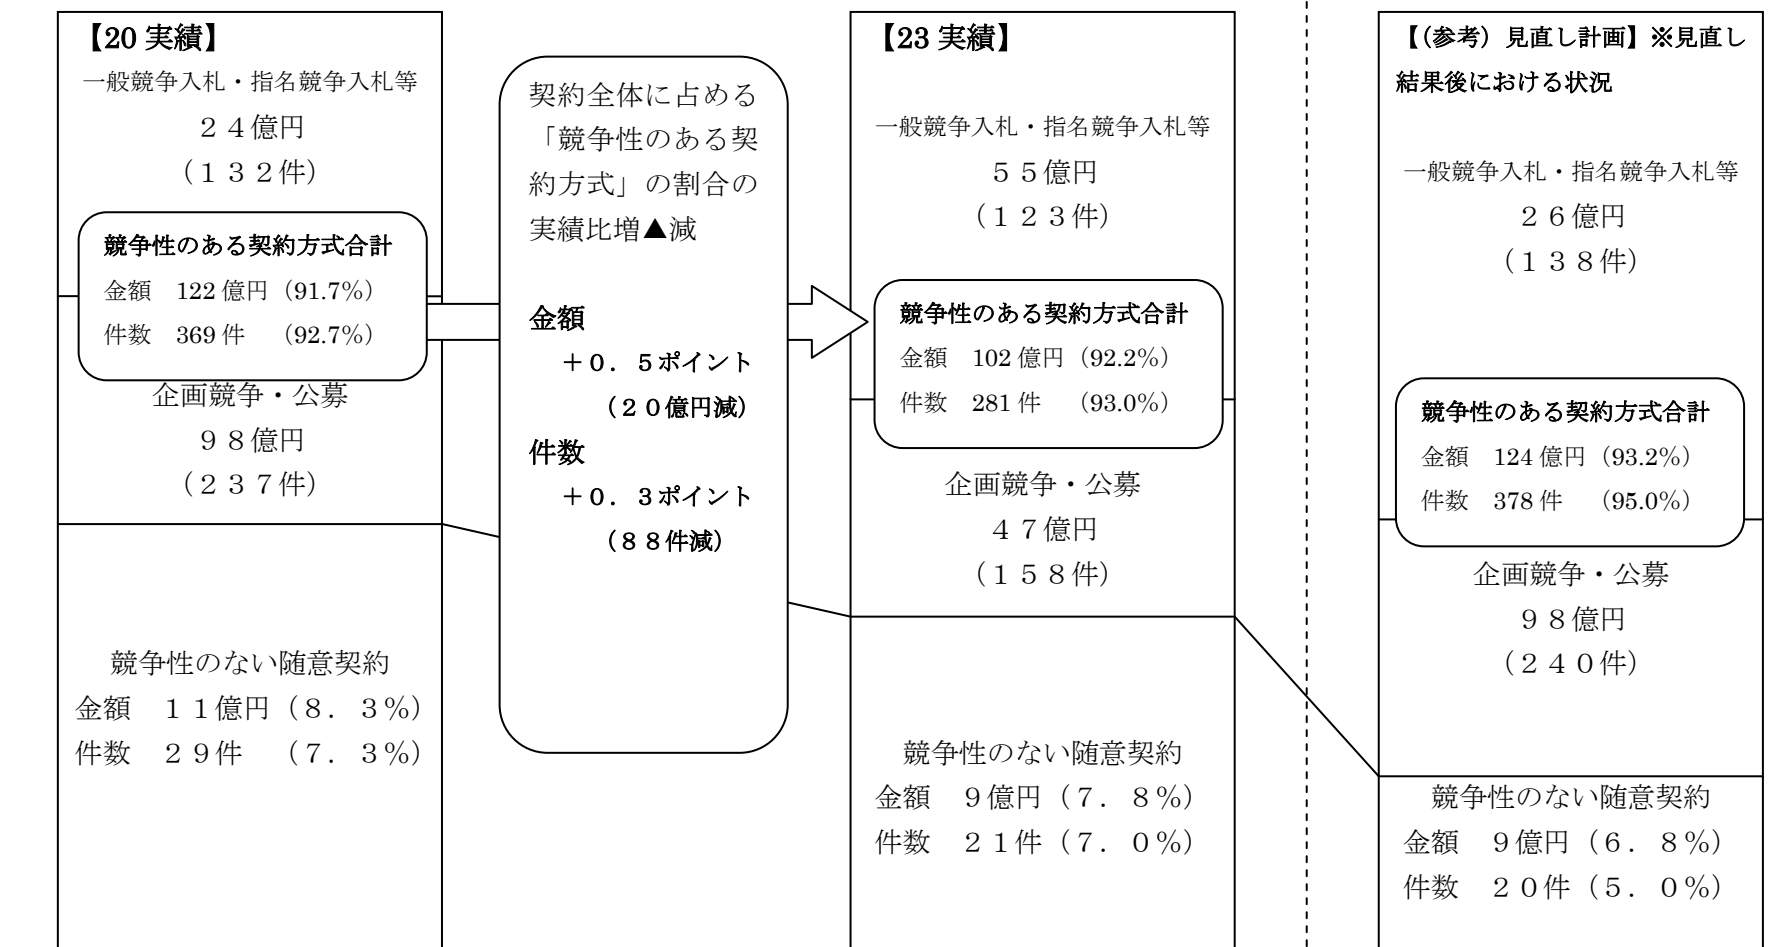 【20 実績】
一般競争入札・指名競争入札等
２４億円
（１３２件）
競争性のある契約方式合計
金額　122 億円（91.7%）
件数　369 件　（92.7%）
企画競争・公募
９８億円
（２３７件）
競争性のない随意契約
金額　１１億円（８．３％）
件数　２９件　（７．３％）
契約全体に占める
「競争性のある契
約方式」の割合の
実績比増▲減
金額
＋０．５ポイント
（２０億円減）
件数
＋０．３ポイント
（８８件減）
【23 実績】
一般競争入札・指名競争入札等
５５億円
（１２３件）
競争性のある契約方式合計
金額　102 億円（92.2%）
件数　281 件　（93.0%）
企画競争・公募
４７億円
（１５８件）
競争性のない随意契約
金額　９億円（７．８％）
件数　２１件（７．０％）
【（参考）見直し計画】※見直し
結果後における状況
一般競争入札・指名競争入札等
２６億円
（１３８件）
競争性のある契約方式合計
金額　124 億円（93.2%）
件数　378 件　（95.0%）
企画競争・公募
９８億円
（２４０件）
競争性のない随意契約
金額　９億円（６．８％）
件数　２０件（５．０％）